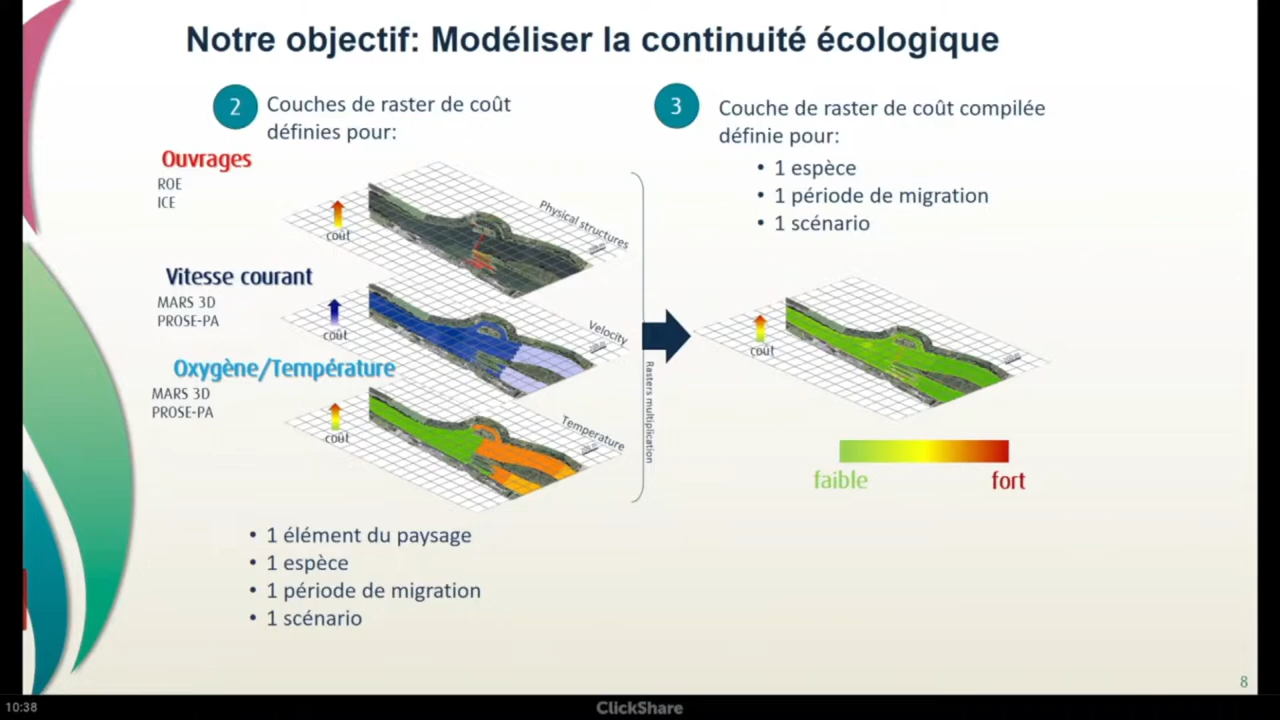 Notre objectif: Modéliser la continuité écologique
2
Couches de raster de coût
définies pour:
Ouvrages
ROE
ICE
coût
Physical structures
Vitesse courant
MARS 3D
PROSE-PA
coût
Velocity
Oxygène/Température
MARS 3D
PROSE-PA
coût
Temperature
Rasters multiplication
• 1 élément du paysage
• 1 espèce
• 1 période de migration
• 1 scénario
3
Couche de raster de coût compilée
définie pour:
• 1 espèce
• 1 période de migration
• 1 scénario
coût
faible
fort
8
10:38
ClickShare